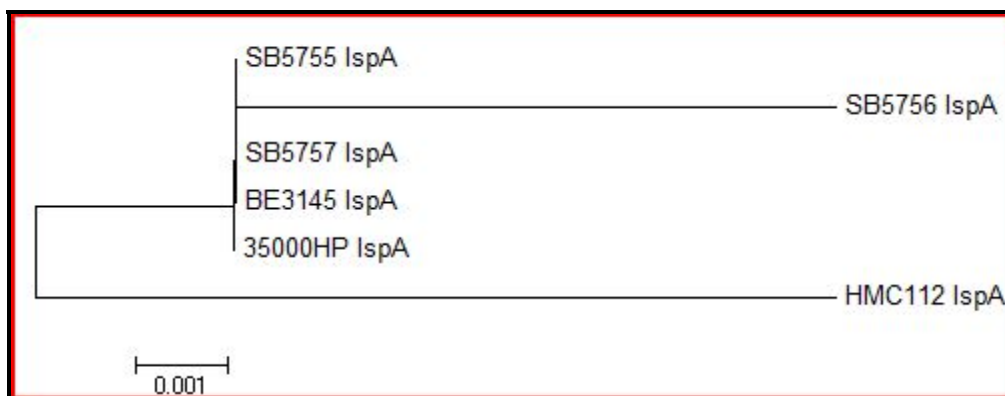 SB5755 IspA
SB5756 IspA
SB5757 IspA
BE3145 IspA
35000HP IspA
HMC112 IspA
0.001